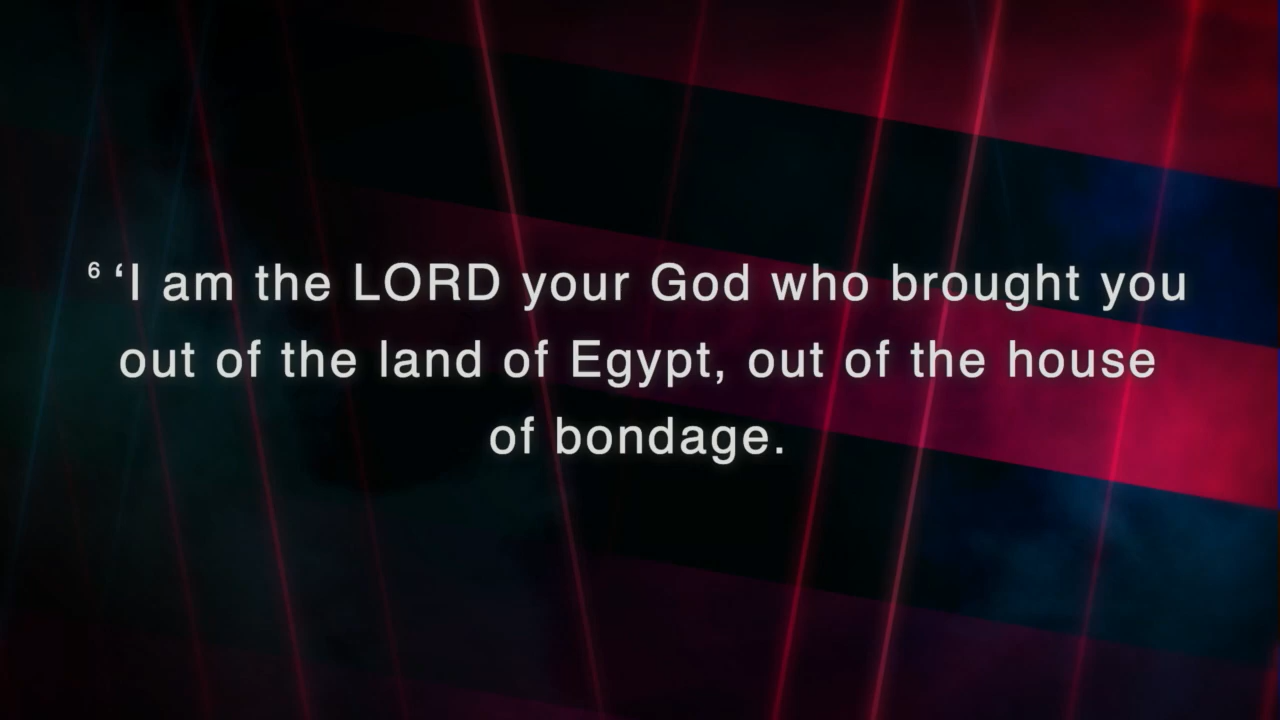 6 ‘I am the LORD your God who brought you
out of the land of Egypt, out of the house
of bondage.